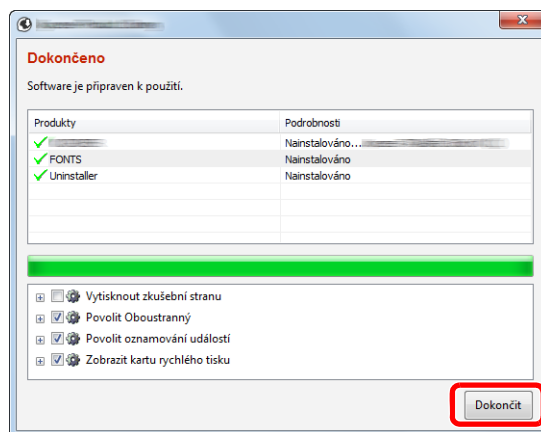 Dokončeno
Software je připraven k použití.
Produkty Podrobnosti
Nainstalováno...
FONTS Nainstalováno
Uninstaller Nainstalováno
Vytisknout zkušební stranu
Povolit Oboustranný
Povolit oznamování událostí
Zobrazit kartu rychlého tisku
Dokončit